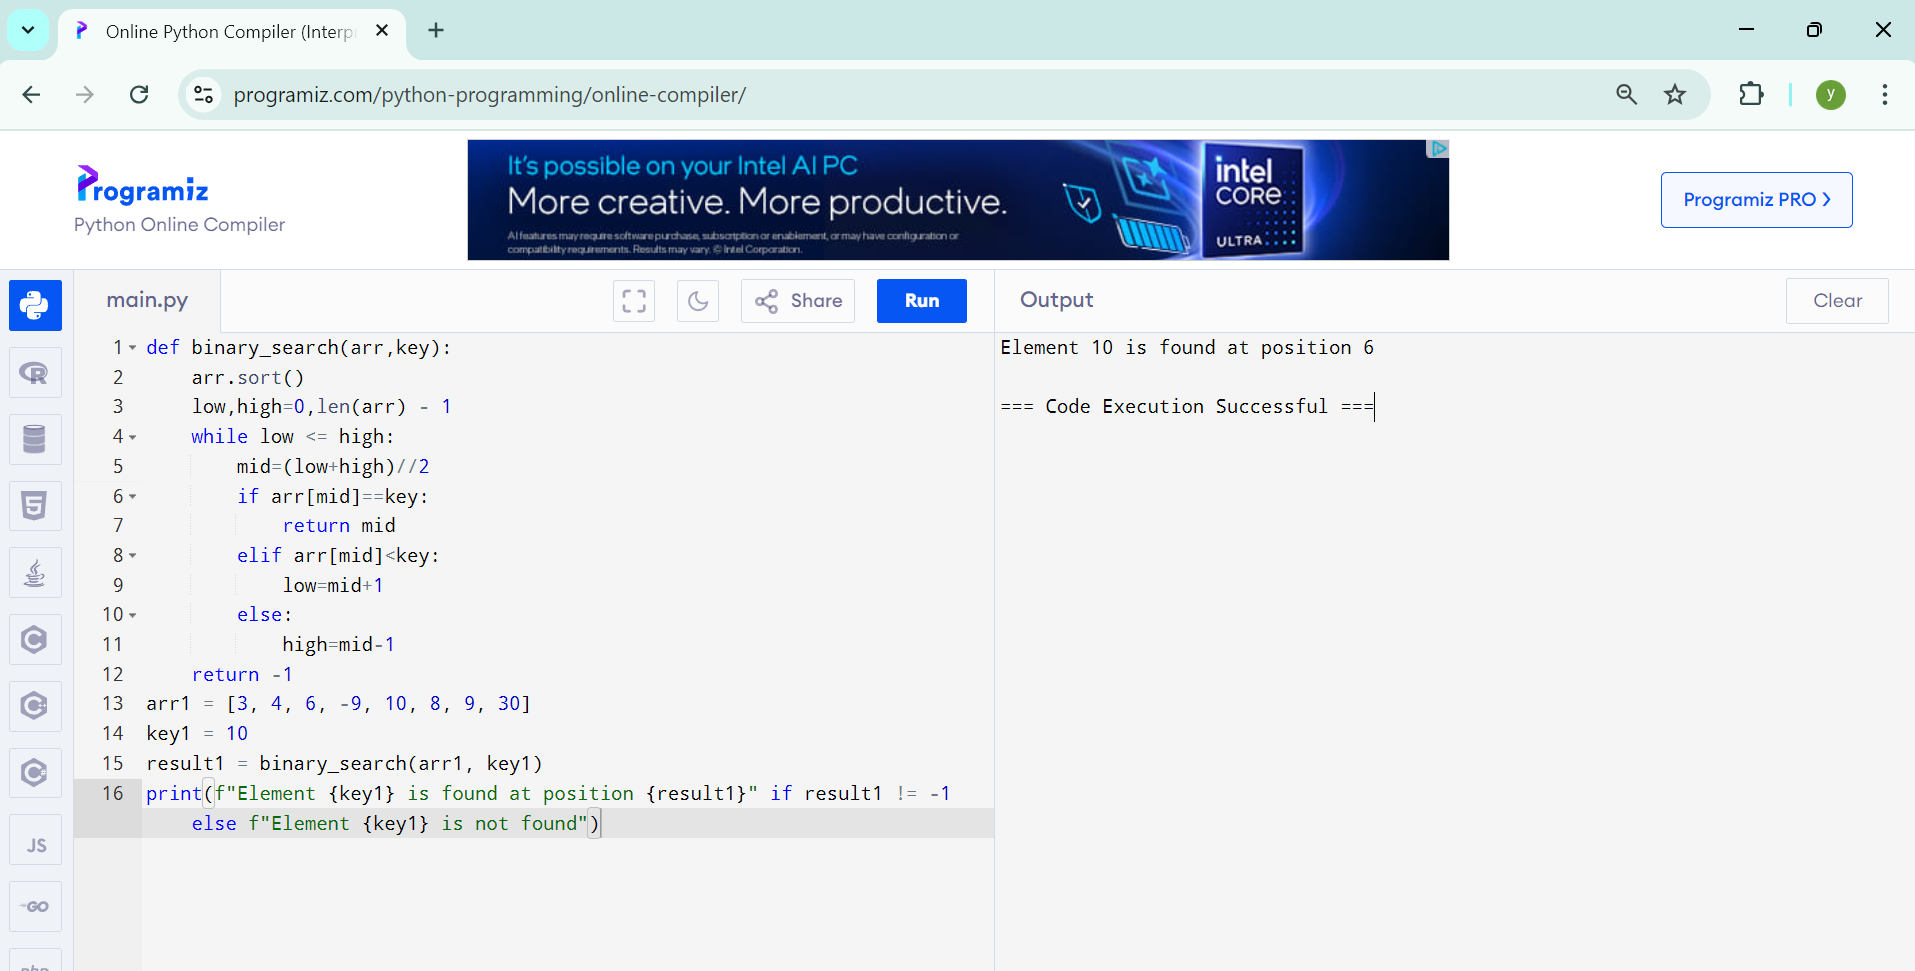 Online Python Compiler (Interp
programiz.com/python-programming/online-compiler/
y
Programiz
Python Online Compiler
It's possible on your Intel AI PC
More creative. More productive.
AI features may require software purchase, subscription or enablement, or may have configuration or
compatibility requirements. Results may vary. © Intel Corporation.
intel
CORE
ULTRA
Programiz PRO
main.py
Share
Run
Output
Clear
1 def binary_search(arr,key):
2 arr.sort()
3 low,high=0,len(arr) - 1
4 while low <= high:
5 mid=(low+high)//2
6 if arr[mid]==key:
7 return mid
8 elif arr[mid]<key:
9 low=mid+1
10 else:
11 high=mid-1
12 return -1
13 arr1 = [3, 4, 6, -9, 10, 8, 9, 30]
14 key1 = 10
15 result1 = binary_search(arr1, key1)
16 print(f"Element {key1} is found at position {result1}" if result1 != -1
else f"Element {key1} is not found")
Element 10 is found at position 6
=== Code Execution Successful ===
R
5
C
C
C
JS
GO
php